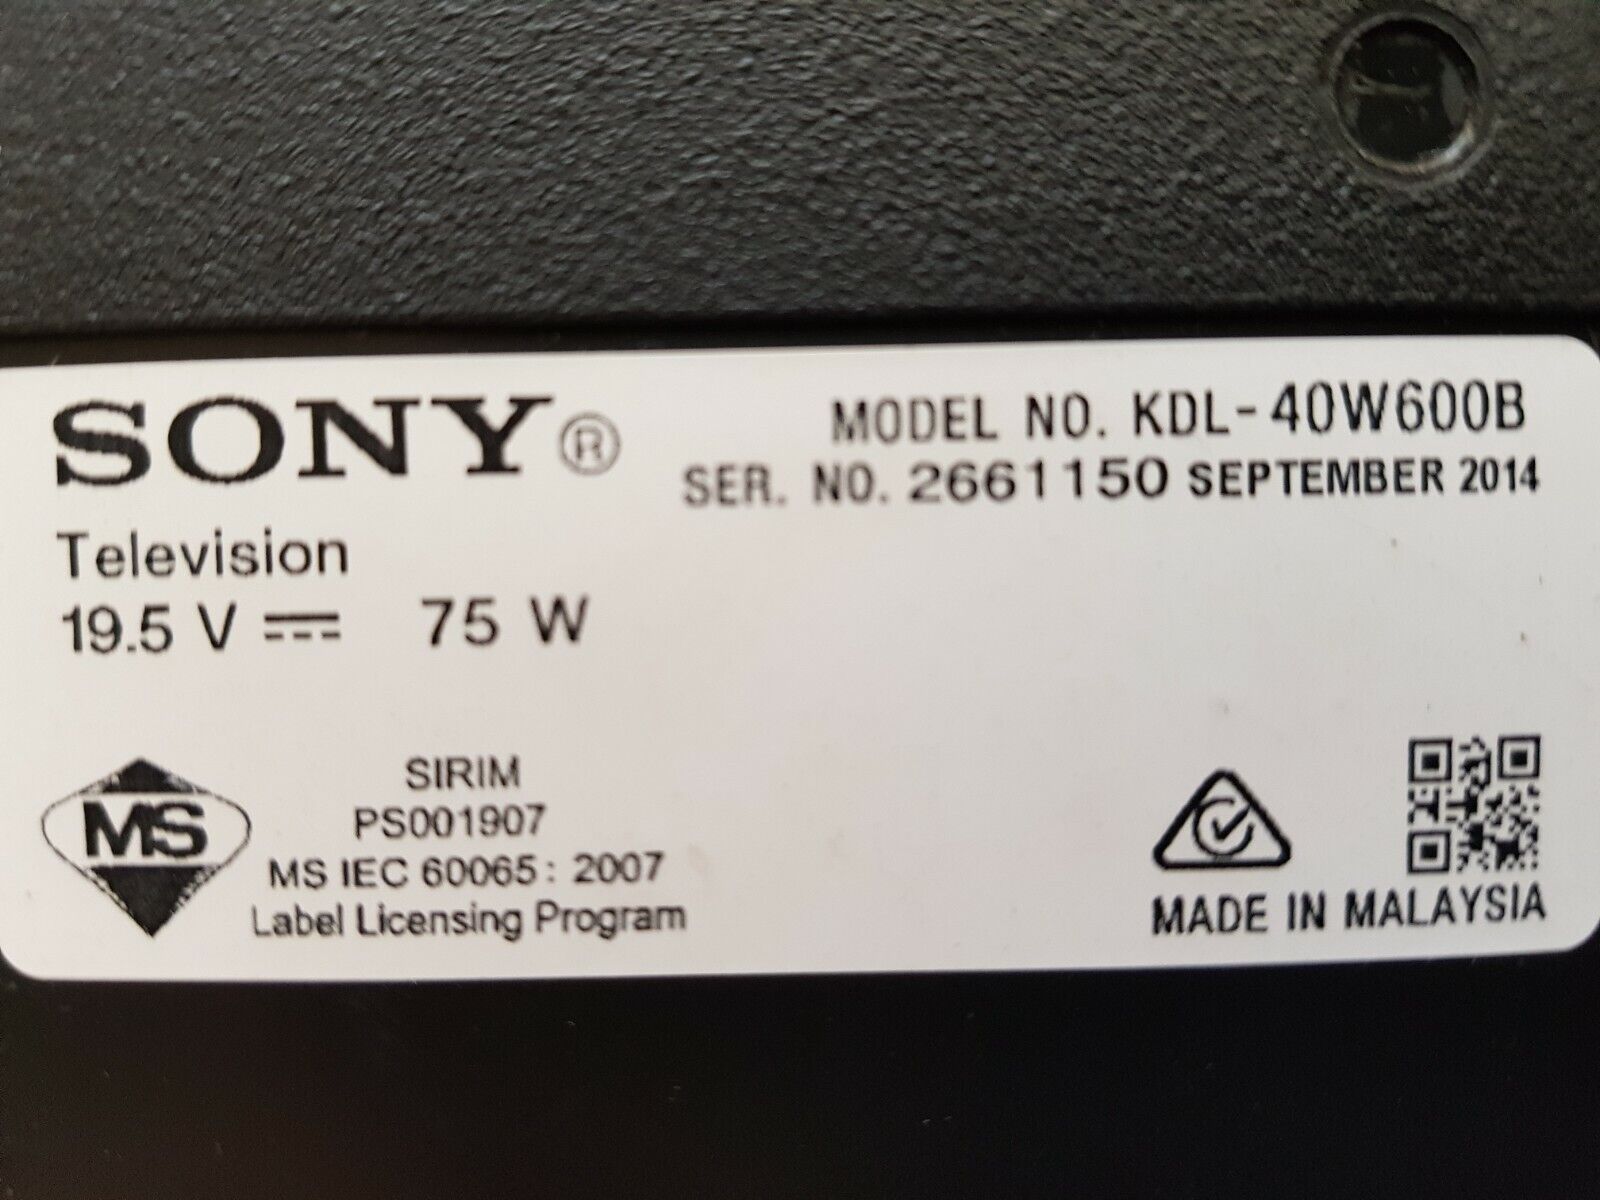 SONY®
MODEL NO. KDL-40W600B
SER. NO. 2661150 SEPTEMBER 2014
Television
19.5 V 75 W
MS
SIRIM
PS001907
MS IEC 60065: 2007
Label Licensing Program
MADE IN MALAYSIA